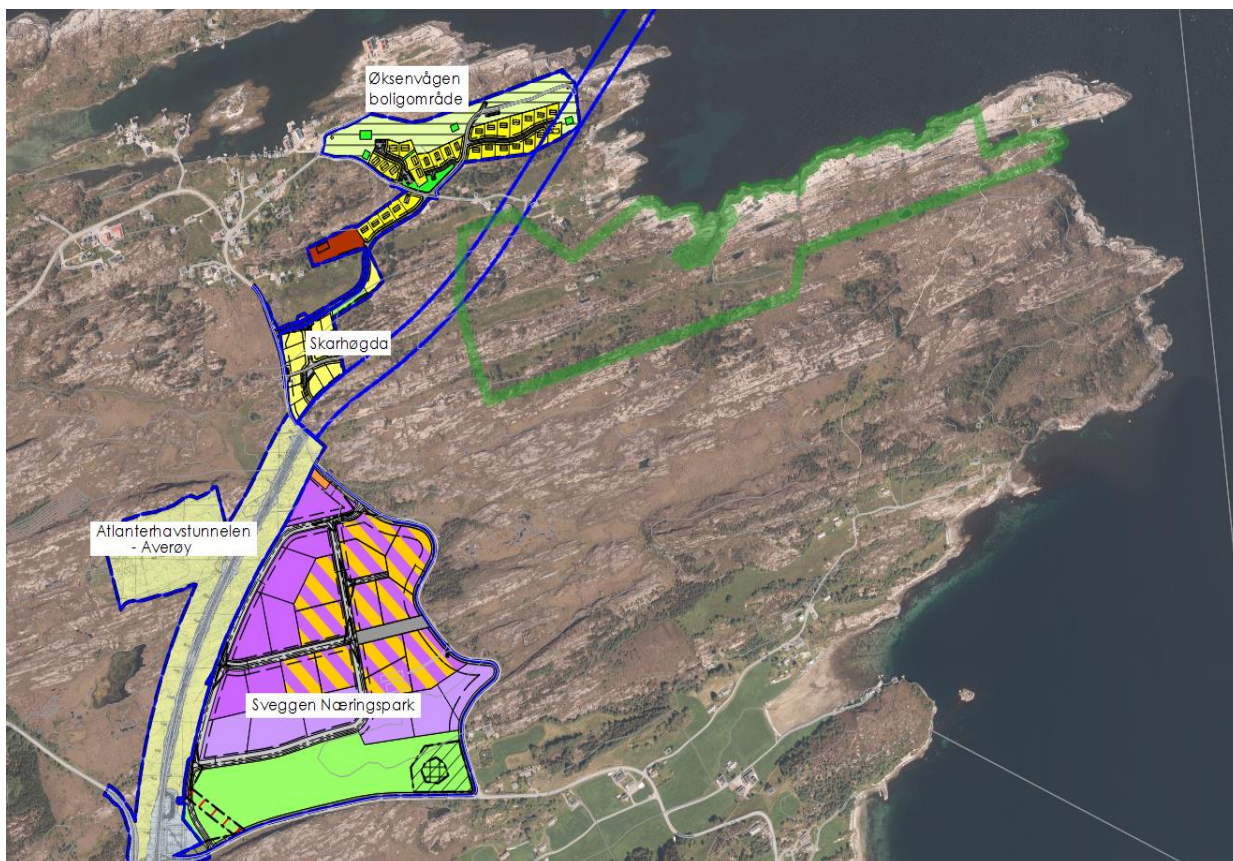 Øksenvågen
boligområde
Skarhøgda
Atlanterhavstunnelen
- Averøy
Sveggen Næringspark